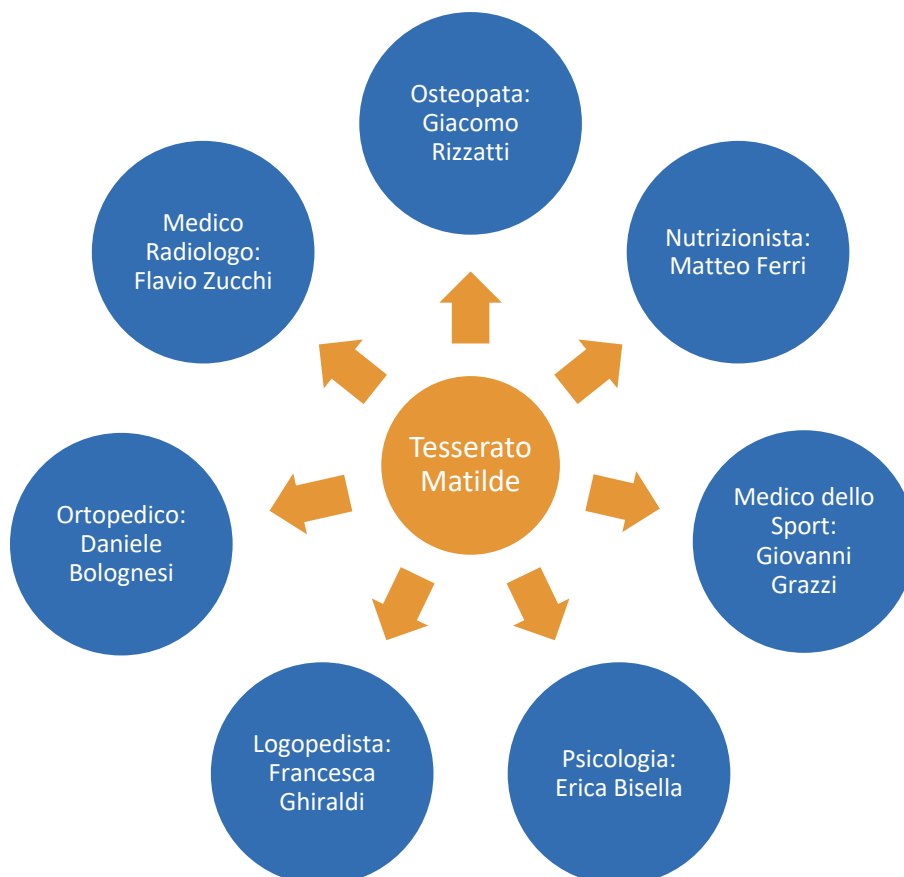 Osteopata:
Giacomo
Rizzatti
Nutrizionista:
Matteo Ferri
Medico dello
Sport:
Giovanni
Grazzi
Psicologia:
Erica Bisella
Logopedista:
Francesca
Ghiraldi
Ortopedico:
Daniele
Bolognesi
Medico
Radiologo:
Flavio Zucchi
Tesserato
Matilde